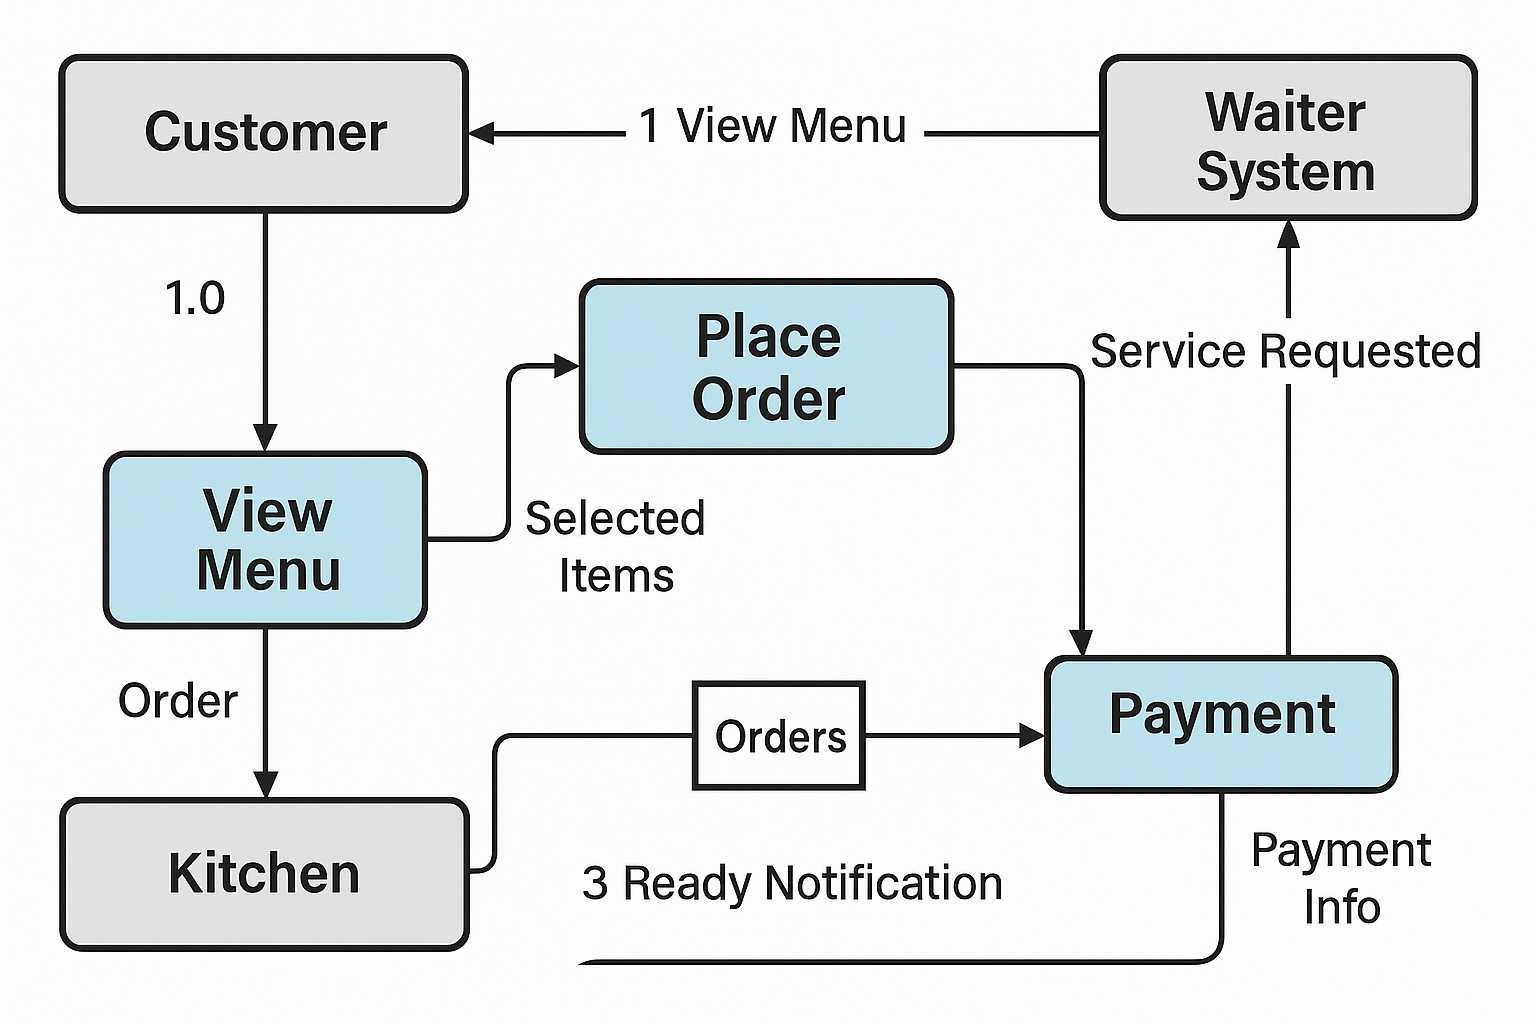 Customer
1 View Menu
Waiter
System
1.0
Place
Order
Service Requested
View
Menu
Selected
Items
Order
Orders
Payment
Kitchen
3 Ready Notification
Payment
Info